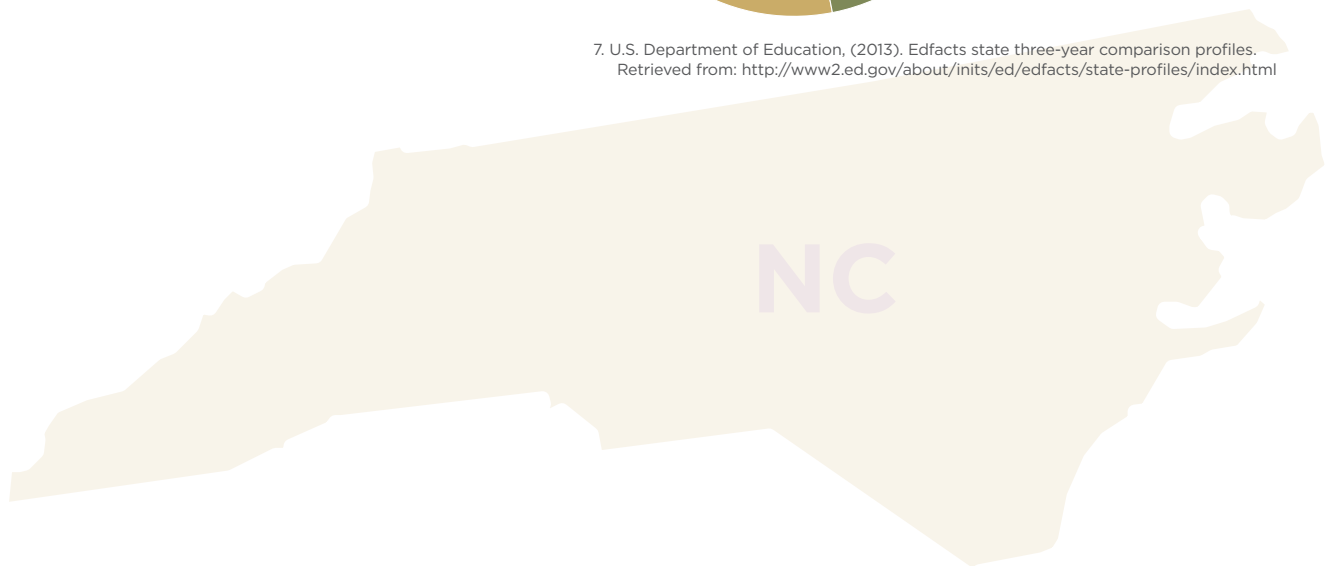 7. U.S. Department of Education, (2013). Edfacts state three-year comparison profiles.
Retrieved from: http://www2.ed.gov/about/inits/ed/edfacts/state-profiles/index.html
NC